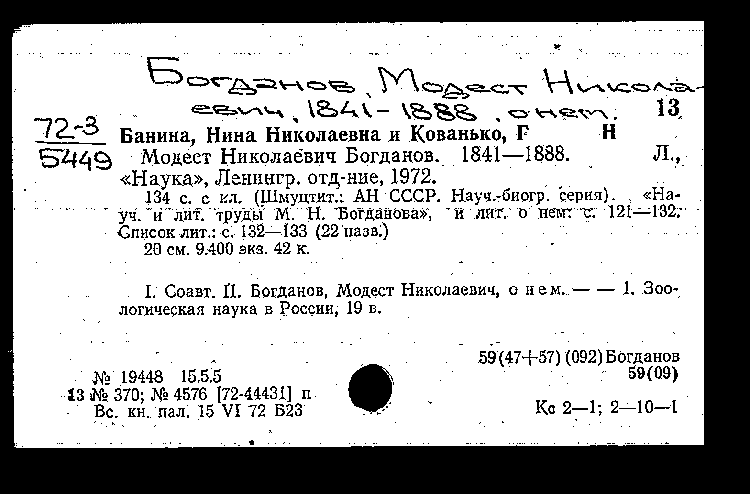 Богданов, Модест Никола-
евич, 1841-1888, о нем. 13
72-3
5449
Банина, Нина Николаевна и Кованько, Г Н
Модест Николаевич Богданов. 1841—1888. Л.,
«Наука», Ленингр. отд-ние, 1972.
134 с. с ил. (Шмуцтит.: АН СССР. Науч.-биогр. серия). «На-
уч. и лит. труды М. Н. Богданова», и лит. о нем: с. 121—132.
Список лит.: с. 132—133 (22 назв.)
20 см. 9.400 экз. 42 к.
I. Соавт. II. Богданов, Модест Николаевич, о нем. — — 1. Зоо-
логическая наука в России, 19 в.
59(47+57)(092)Богданов
59(09)
№ 19448 15.5.5
13 № 370; № 4576 [72-44431] п
Вс. кн. пал. 15 VI 72 Б23
Кс 2—1; 2—10—1